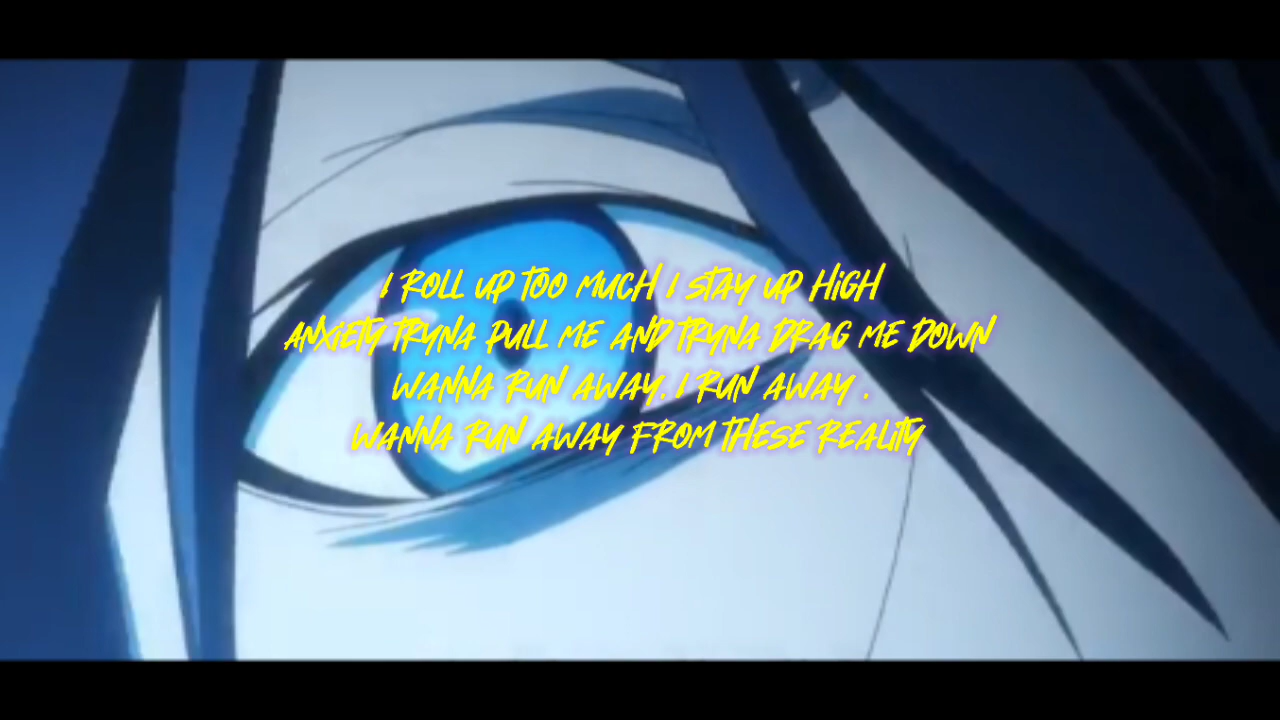 I ROLL UP TOO MUCH I STAY UP HIGH
ANXIETY TRYNA PULL ME AND TRYNA DRAG ME DOWN
WANNA RUN AWAY. I RUN AWAY .
WANNA RUN AWAY FROM THESE REALITY